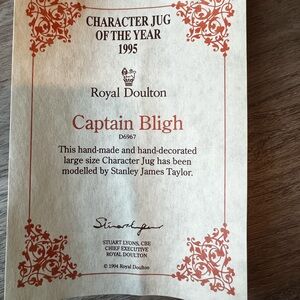 CHARACTER JUG
OF THE YEAR
1995
Royal Doulton
Captain Bligh
D6967
This hand-made and hand-decorated
large size Character Jug has been
modelled by Stanley James Taylor.
Stuart Lyons
STUART LYONS, CBE
CHIEF EXECUTIVE
ROYAL DOULTON
© 1994 Royal Doulton